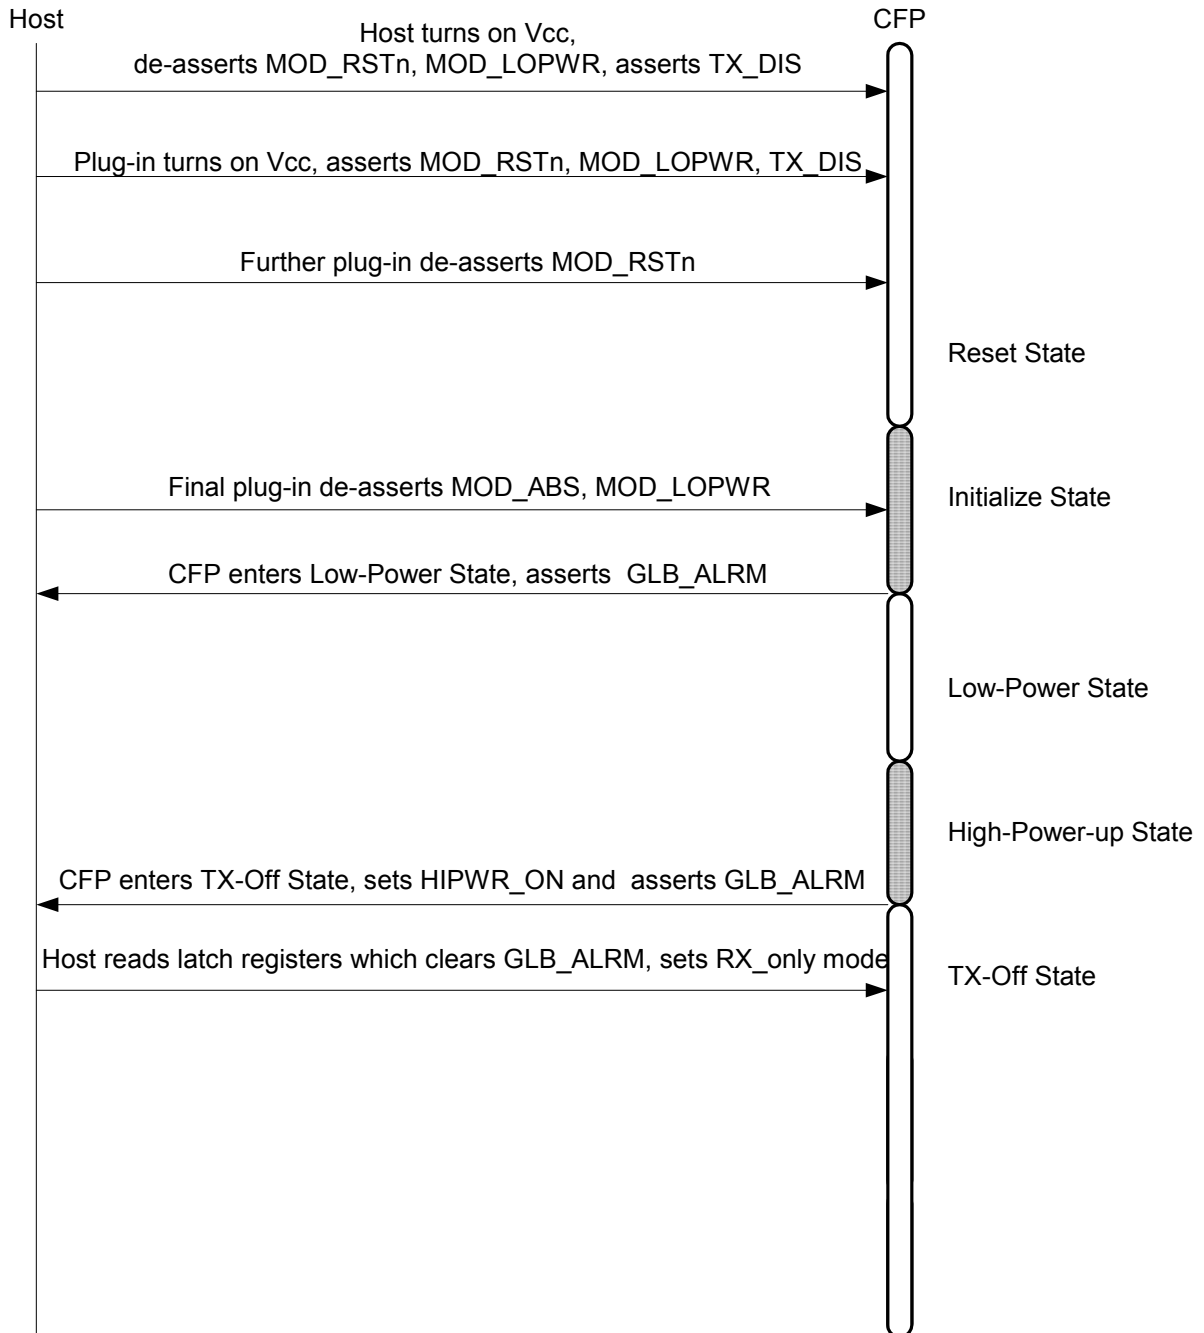 Host
CFP
Host turns on Vcc,
de-asserts MOD_RSTn, MOD_LOPWR, asserts TX_DIS
Plug-in turns on Vcc, asserts MOD_RSTn, MOD_LOPWR, TX_DIS
Further plug-in de-asserts MOD_RSTn
Reset State
Final plug-in de-asserts MOD_ABS, MOD_LOPWR
Initialize State
CFP enters Low-Power State, asserts GLB_ALRM
Low-Power State
High-Power-up State
CFP enters TX-Off State, sets HIPWR_ON and asserts GLB_ALRM
Host reads latch registers which clears GLB_ALRM, sets RX_only mode
TX-Off State